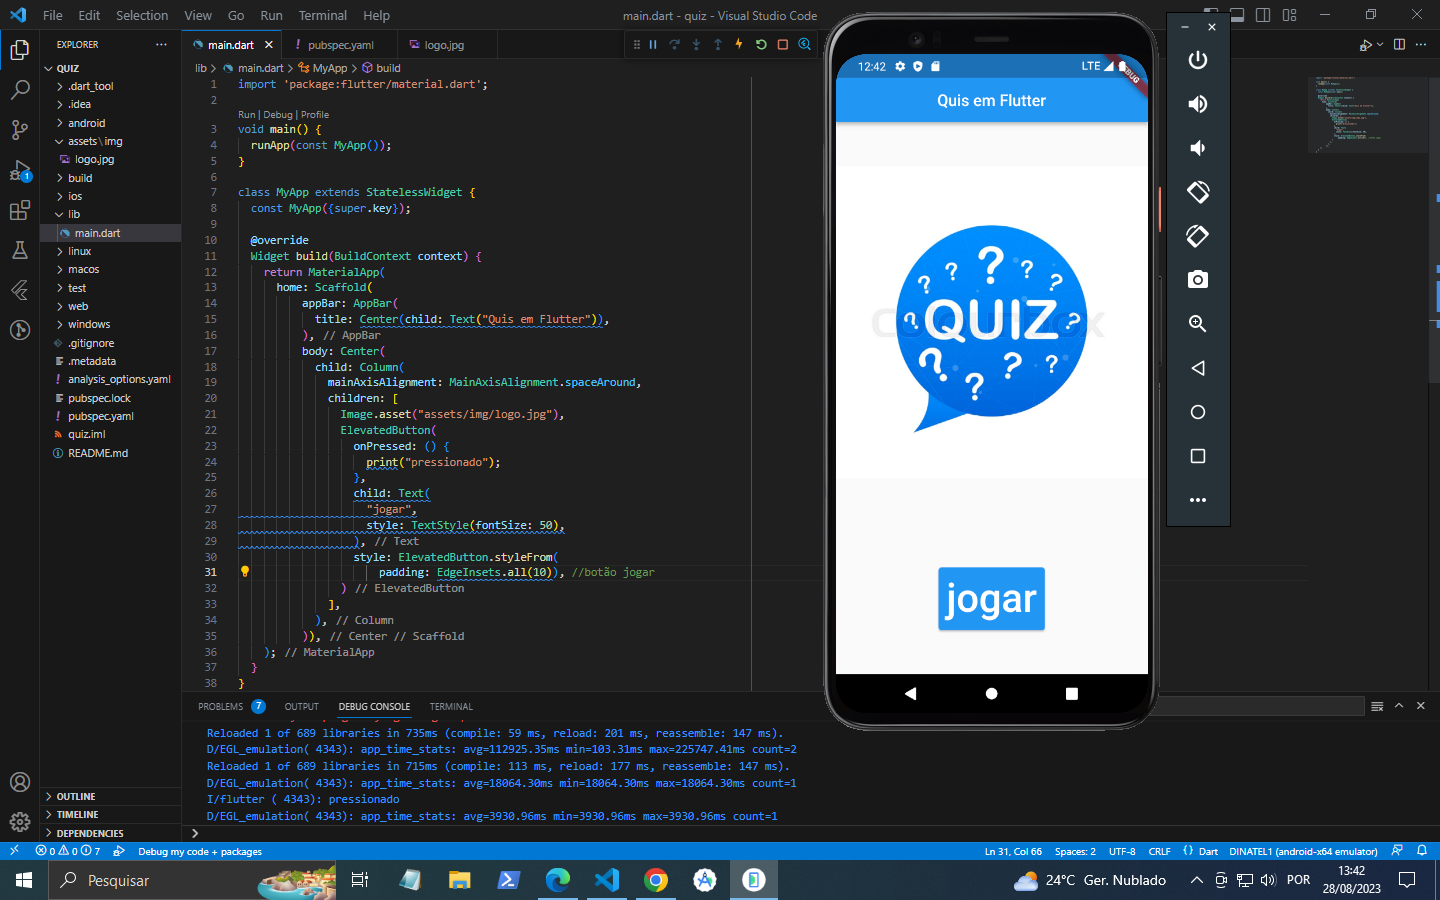 File Edit Selection View Go Run Terminal Help
main.dart - quiz - Visual Studio Code
EXPLORER
QUIZ
.dart_tool
.idea
android
assets\img
logo.jpg
build
ios
lib
main.dart
linux
macos
test
web
windows
.gitignore
.metadata
analysis_options.yaml
pubspec.lock
pubspec.yaml
quiz.iml
README.md
OUTLINE
TIMELINE
DEPENDENCIES
main.dart
pubspec.yaml
logo.jpg
lib > main.dart > MyApp > build
1 import 'package:flutter/material.dart';
2
Run | Debug | Profile
3 void main() {
4 runApp(const MyApp());
5 }
6
7 class MyApp extends StatelessWidget {
8 const MyApp({super.key});
9
10 @override
11 Widget build(BuildContext context) {
12 return MaterialApp(
13 home: Scaffold(
14 appBar: AppBar(
15 title: Center(child: Text("Quis em Flutter")),
16 ), // AppBar
17 body: Center(
18 child: Column(
19 mainAxisAlignment: MainAxisAlignment.spaceAround,
20 children: [
21 Image.asset("assets/img/logo.jpg"),
22 ElevatedButton(
23 onPressed: () {
24 print("pressionado");
25 },
26 child: Text(
27 "jogar",
28 style: TextStyle(fontSize: 50),
29 ), // Text
30 style: ElevatedButton.styleFrom(
31 padding: EdgeInsets.all(10)), //botão jogar
32 ) // ElevatedButton
33 ],
34 ), // Column
35 )), // Center // Scaffold
36 ); // MaterialApp
37 }
38 }
12:42
LTE
Quis em Flutter
QUIZ
jogar
PROBLEMS 7 OUTPUT DEBUG CONSOLE TERMINAL
Reloaded 1 of 689 libraries in 735ms (compile: 59 ms, reload: 201 ms, reassemble: 147 ms).
D/EGL_emulation( 4343): app_time_stats: avg=112925.35ms min=103.31ms max=225747.41ms count=2
Reloaded 1 of 689 libraries in 715ms (compile: 113 ms, reload: 177 ms, reassemble: 147 ms).
D/EGL_emulation( 4343): app_time_stats: avg=18064.30ms min=18064.30ms max=18064.30ms count=1
I/flutter ( 4343): pressionado
D/EGL_emulation( 4343): app_time_stats: avg=3930.96ms min=3930.96ms max=3930.96ms count=1
0 0 7 Debug my code + packages
Ln 31, Col 66 Spaces: 2 UTF-8 CRLF Dart DINATEL1 (android-x64 emulator)
Pesquisar
24°C Ger. Nublado
POR
13:42
28/08/2023